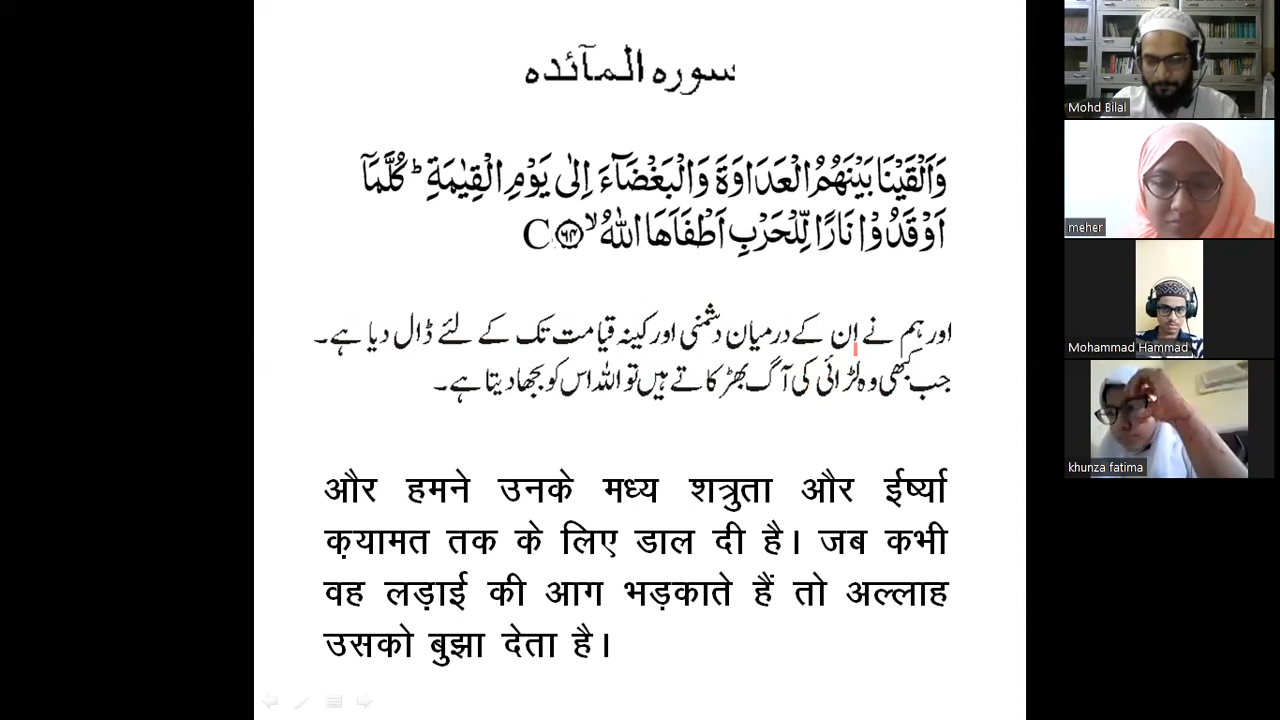 سوره المآئده
وَاَلْقَيْنَا بَيْنَهُمُ الْعَدَاوَةَ وَالْبَغْضَآءَ اِلٰى يَوْمِ الْقِيٰمَةِ ؕ كُلَّمَاۤ
اَوْقَدُوْا نَارًا لِّلْحَرْبِ اَطْفَاَهَا اللّٰهُ ۙ ﴿۶۴﴾ C
اور ہم نے اِن کے درمیان دشمنی اور کینہ قیامت تک کے لئے ڈال دیا ہے۔
جب کبھی وہ لڑائی کی آگ بھڑکاتے ہیں تو اللہ اس کو بجھا دیتا ہے۔
और हमने उनके मध्य शत्रुता और ईर्ष्या
क़यामत तक के लिए डाल दी है। जब कभी
वह लड़ाई की आग भड़काते हैं तो अल्लाह
उसको बुझा देता है।
Mohd Bilal
meher
Mohammad Hammad
khunza fatima